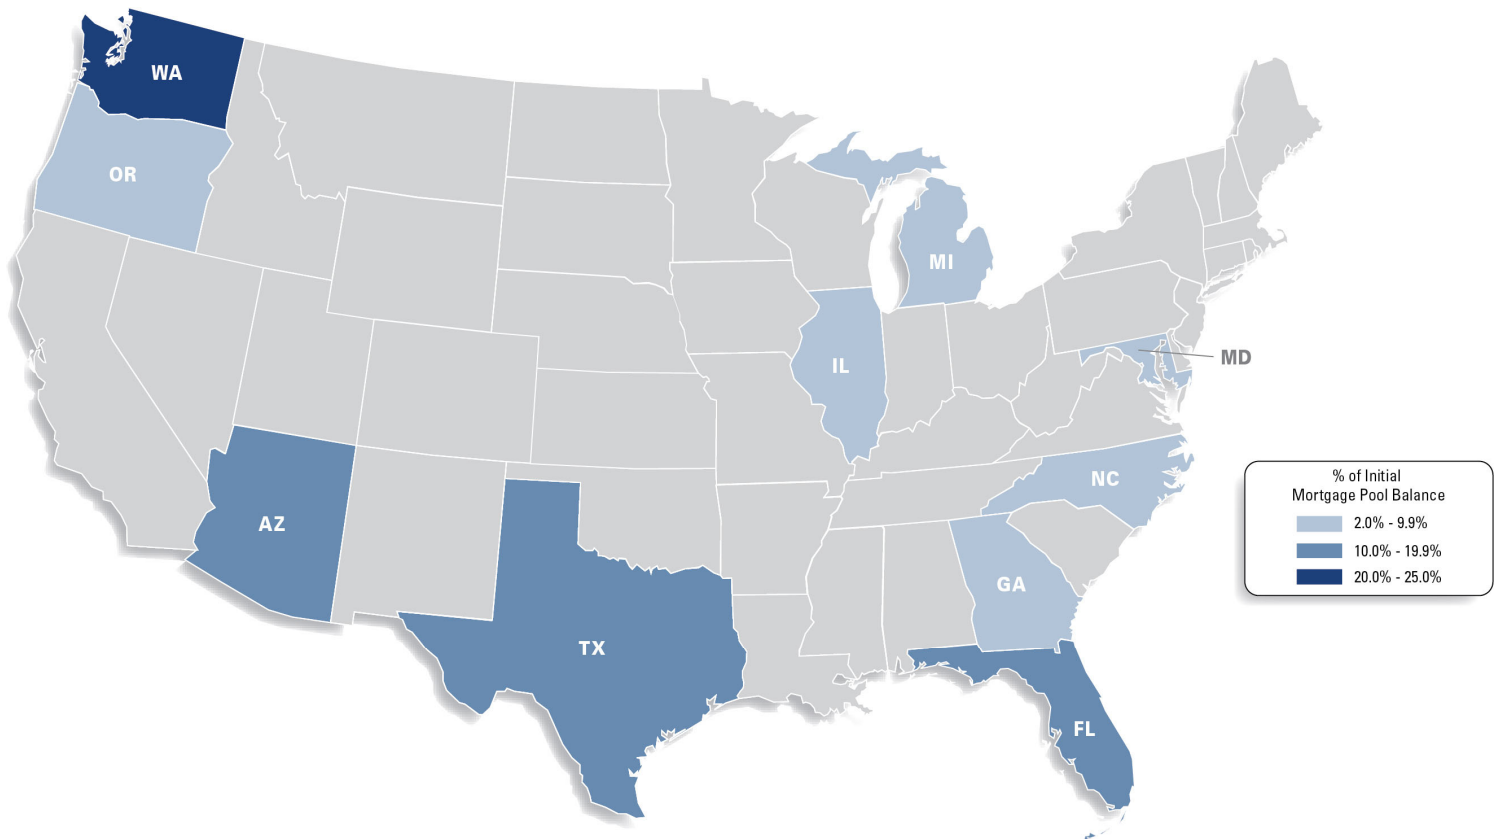 WA
OR
MI
IL
MD
NC
AZ
GA
TX
FL
% of Initial
Mortgage Pool Balance
2.0% - 9.9%
10.0% - 19.9%
20.0% - 25.0%